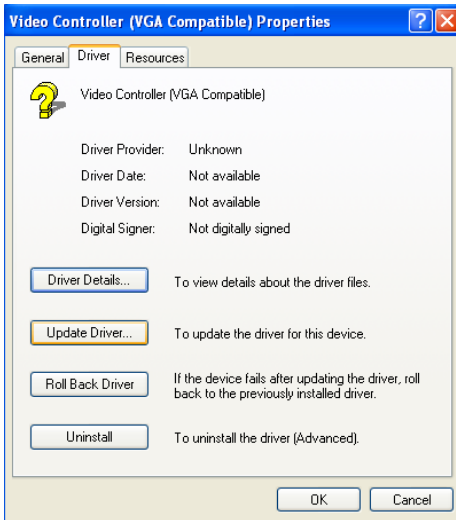 Video Controller (VGA Compatible) Properties
General Driver Resources
Video Controller (VGA Compatible)
Driver Provider: Unknown
Driver Date: Not available
Driver Version: Not available
Digital Signer: Not digitally signed
Driver Details... To view details about the driver files.
Update Driver... To update the driver for this device.
Roll Back Driver If the device fails after updating the driver, roll
back to the previously installed driver.
Uninstall To uninstall the driver (Advanced).
OK Cancel